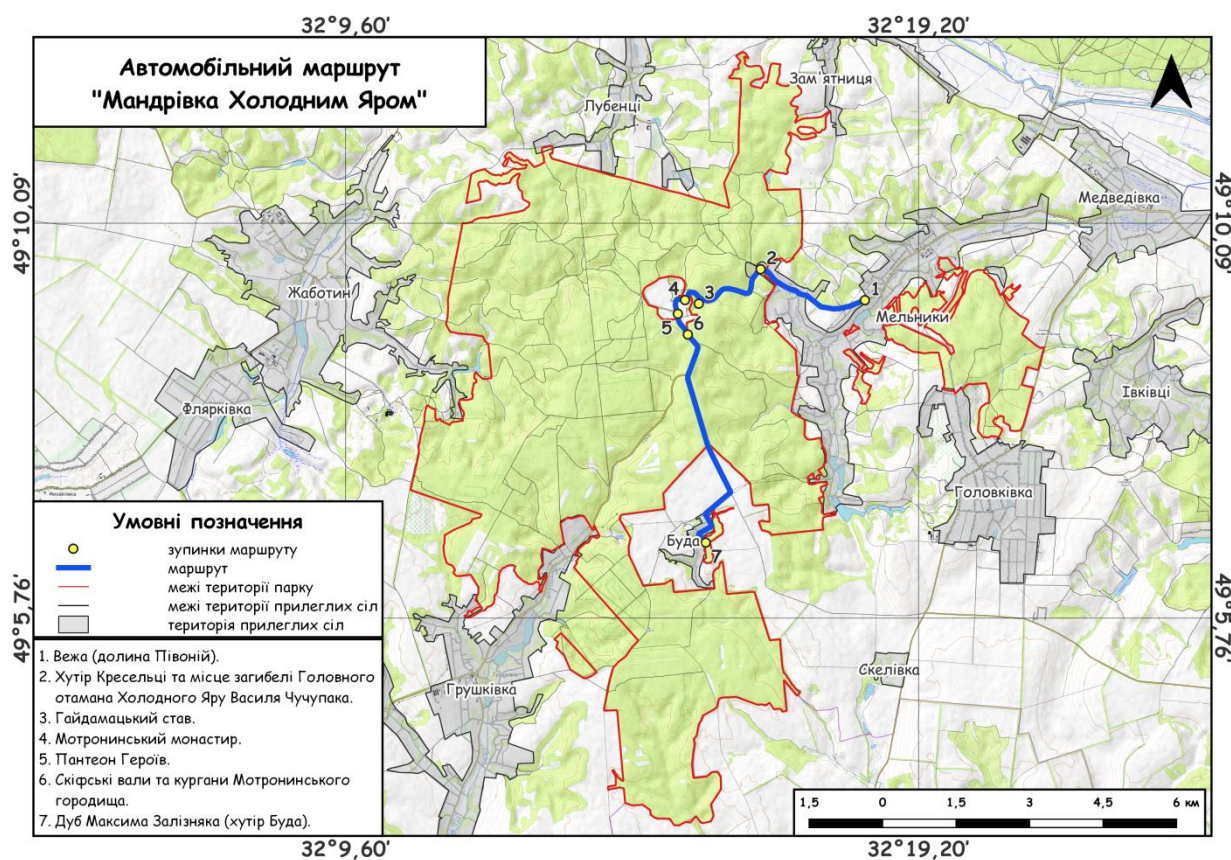 32°9,60'
32°19,20'
Автомобільний маршрут
"Мандрівка Холодним Яром"
Зам'ятниця
Лубенці
49°10,09'
49°10,09'
Медведівка
Жаботин
2
1
4
3
5
6
Мельники
Флярківка
Івківці
Головківка
Буда
7
Умовні позначення
зупинки маршруту
маршрут
межі території парку
межі території прилеглих сіл
територія прилеглих сіл
49°5,76'
49°5,76'
Скелівка
Грушківка
1. Вежа (долина Півоній).
2. Хутір Кресельці та місце загибелі Головного
отамана Холодного Яру Василя Чучупака.
3. Гайдамацький став.
4. Мотронинський монастир.
5. Пантеон Героїв.
6. Скіфські вали та кургани Мотронинського
городища.
7. Дуб Максима Залізняка (хутір Буда).
1,5 0 1,5 3 4,5 6 км
32°9,60'
32°19,20'